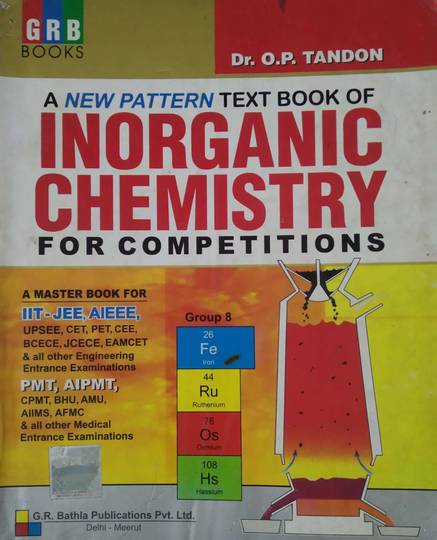 GRB
BOOKS
Dr. O.P. TANDON
A NEW PATTERN TEXT BOOK OF
INORGANIC
CHEMISTRY
FOR COMPETITIONS
A MASTER BOOK FOR
IIT-JEE, AIEEE,
UPSEE, CET, PET, CEE,
BCECE, JCECE, EAMCET
& all other Engineering
Entrance Examinations
PMT, AIPMT,
CPMT, BHU, AMU,
AIIMS, AFMC
& all other Medical
Entrance Examinations
Group 8
26
Fe
Iron
44
Ru
Ruthenium
76
Os
Osmium
108
Hs
Hassium
G.R. Bathla Publications Pvt. Ltd.
Delhi - Meerut